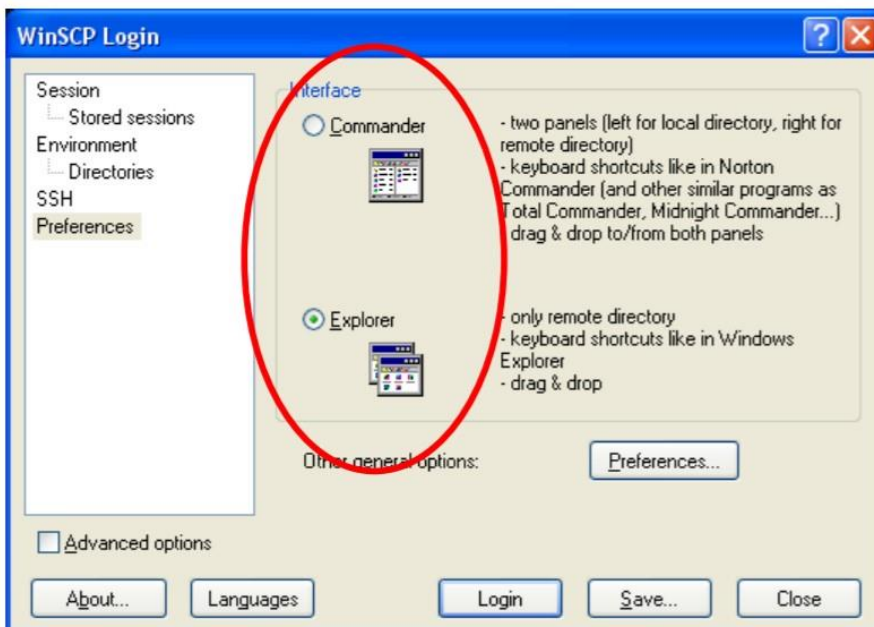 WinSCP Login
Session
Stored sessions
Environment
Directories
SSH
Preferences
Interface
Commander
- two panels (left for local directory, right for
remote directory)
- keyboard shortcuts like in Norton
Commander (and other similar programs as
Total Commander, Midnight Commander...)
- drag & drop to/from both panels
Explorer
- only remote directory
- keyboard shortcuts like in Windows
Explorer
- drag & drop
Other general options:
Preferences...
Advanced options
About...
Languages
Login
Save...
Close